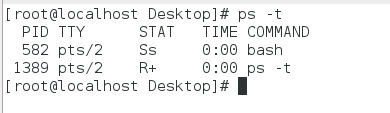 [root@localhost Desktop]# ps -t
  PID TTY      STAT   TIME COMMAND
  582 pts/2    Ss     0:00 bash
 1389 pts/2    R+     0:00 ps -t
[root@localhost Desktop]#